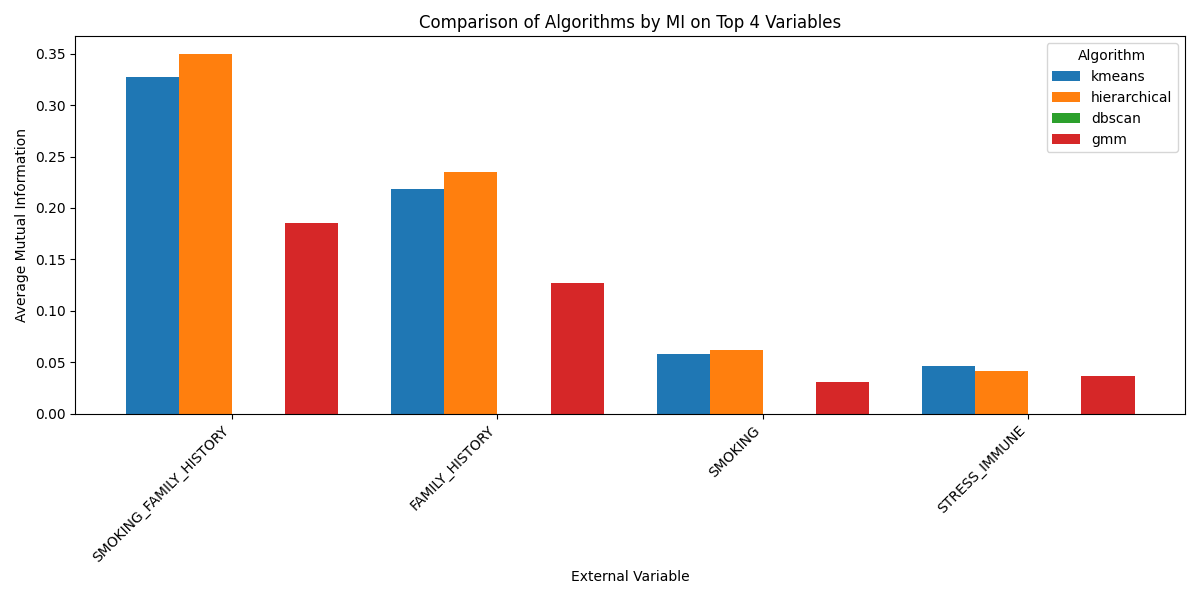 Comparison of Algorithms by MI on Top 4 Variables
Average Mutual Information
0.35
0.30
0.25
0.20
0.15
0.10
0.05
0.00
Algorithm
kmeans
hierarchical
dbscan
gmm
SMOKING_FAMILY_HISTORY
FAMILY_HISTORY
SMOKING
STRESS_IMMUNE
External Variable